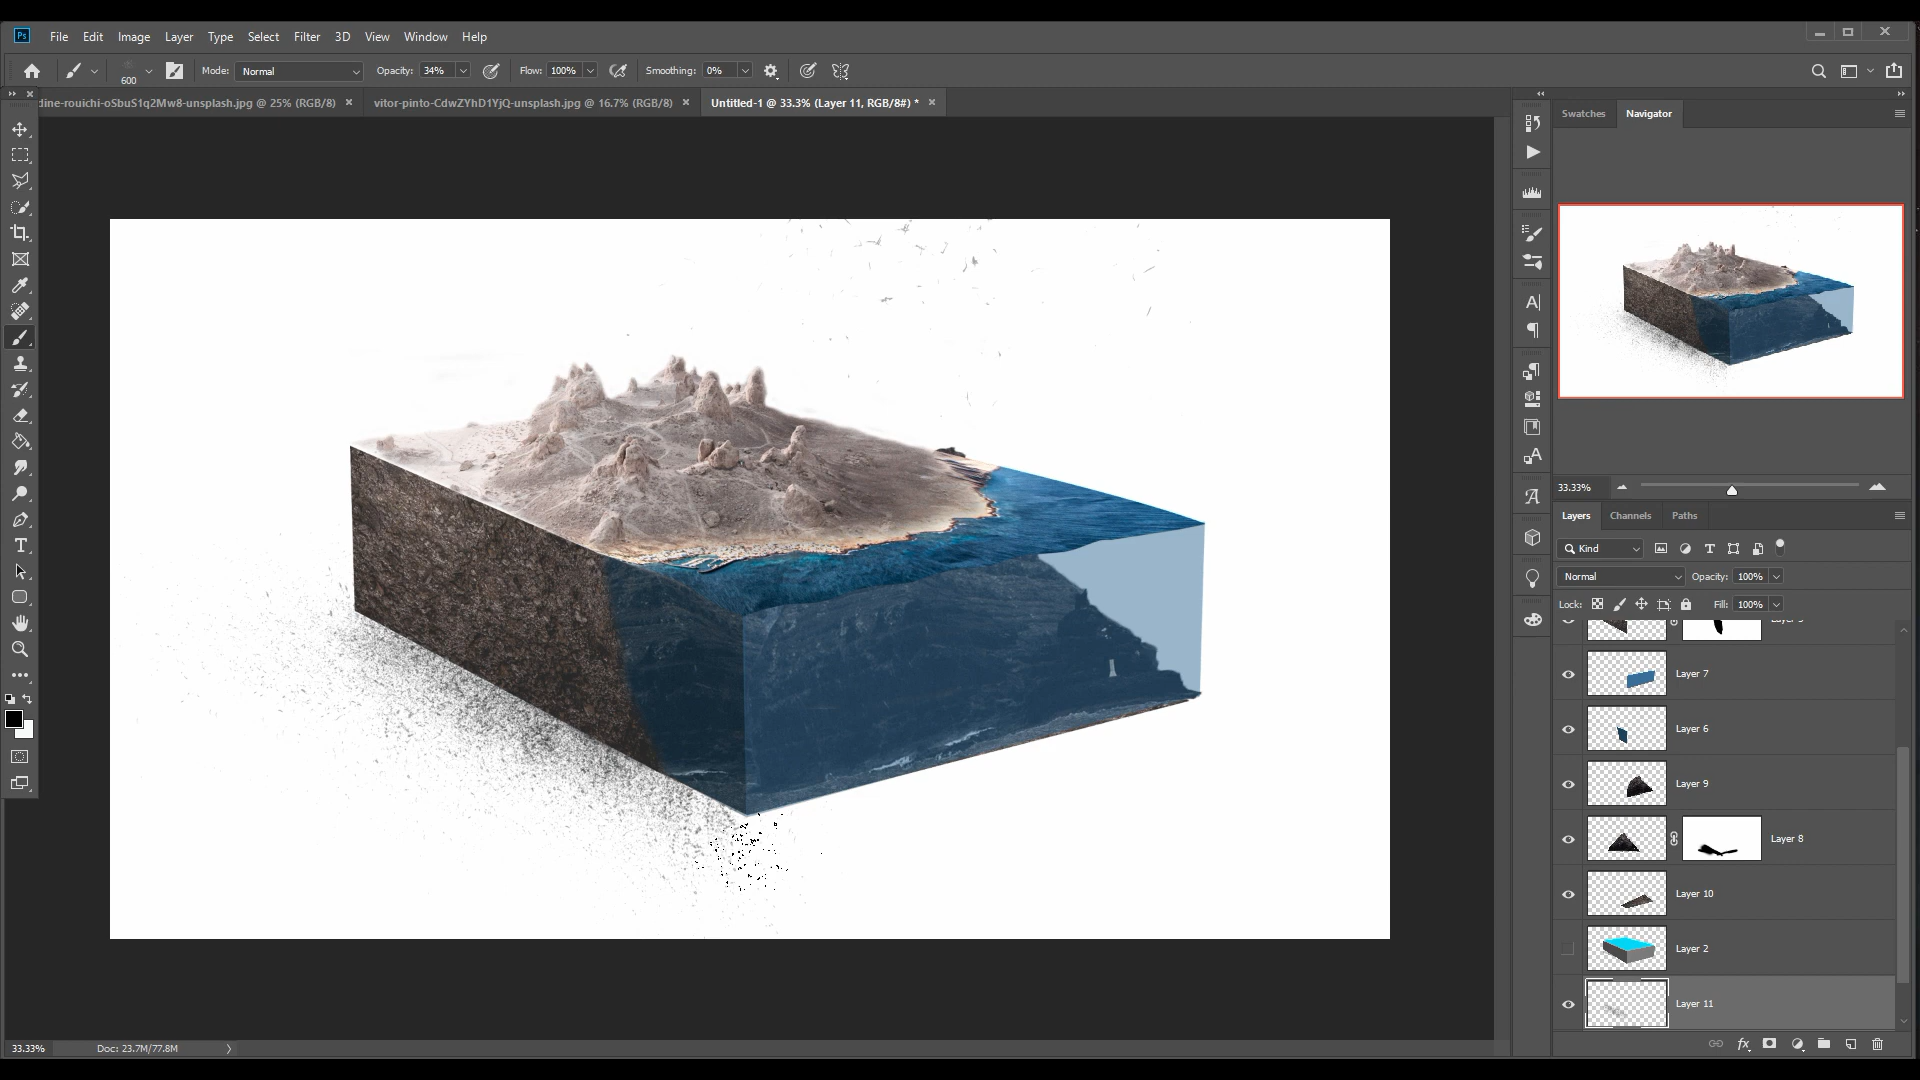 Ps File Edit Image Layer Type Select Filter 3D View Window Help
600 Mode: Normal Opacity: 34% Flow: 100% Smoothing: 0%
dine-rouichi-oSbuS1q2Mw8-unsplash.jpg @ 25% (RGB/8) vitor-pinto-CdwZYhD1YjQ-unsplash.jpg @ 16.7% (RGB/8) Untitled-1 @ 33.3% (Layer 11, RGB/8#) *
Swatches Navigator
33.33%
Layers Channels Paths
Kind
Normal Opacity: 100%
Lock: Fill: 100%
Layer 7
Layer 6
Layer 9
Layer 8
Layer 10
Layer 2
Layer 11
fx
33.33% Doc: 23.7M/77.8M